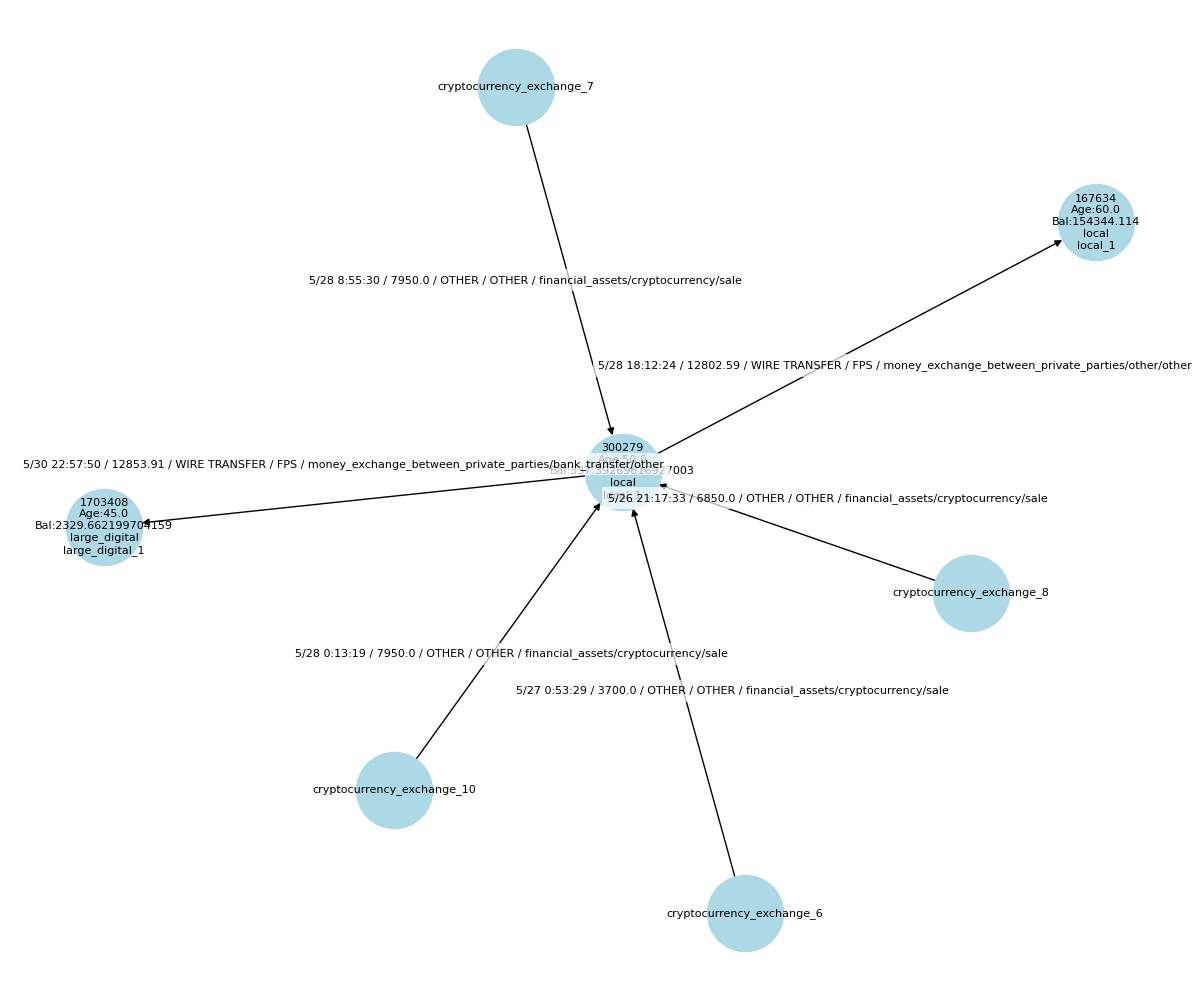 cryptocurrency_exchange_7
167634
Age:60.0
Bal:154344.114
local
local_1
5/28 8:55:30 / 7950.0 / OTHER / OTHER / financial_assets/cryptocurrency/sale
5/28 18:12:24 / 12802.59 / WIRE TRANSFER / FPS / money_exchange_between_private_parties/other/other
300279
Age:50.0
5/30 22:57:50 / 12853.91 / WIRE TRANSFER / FPS / money_exchange_between_private_parties/bank_transfer/other
local
local_1
5/26 21:17:33 / 6850.0 / OTHER / OTHER / financial_assets/cryptocurrency/sale
1703408
Age:45.0
Bal:2329.662199704159
large_digital
large_digital_1
cryptocurrency_exchange_8
5/28 0:13:19 / 7950.0 / OTHER / OTHER / financial_assets/cryptocurrency/sale
5/27 0:53:29 / 3700.0 / OTHER / OTHER / financial_assets/cryptocurrency/sale
cryptocurrency_exchange_10
cryptocurrency_exchange_6